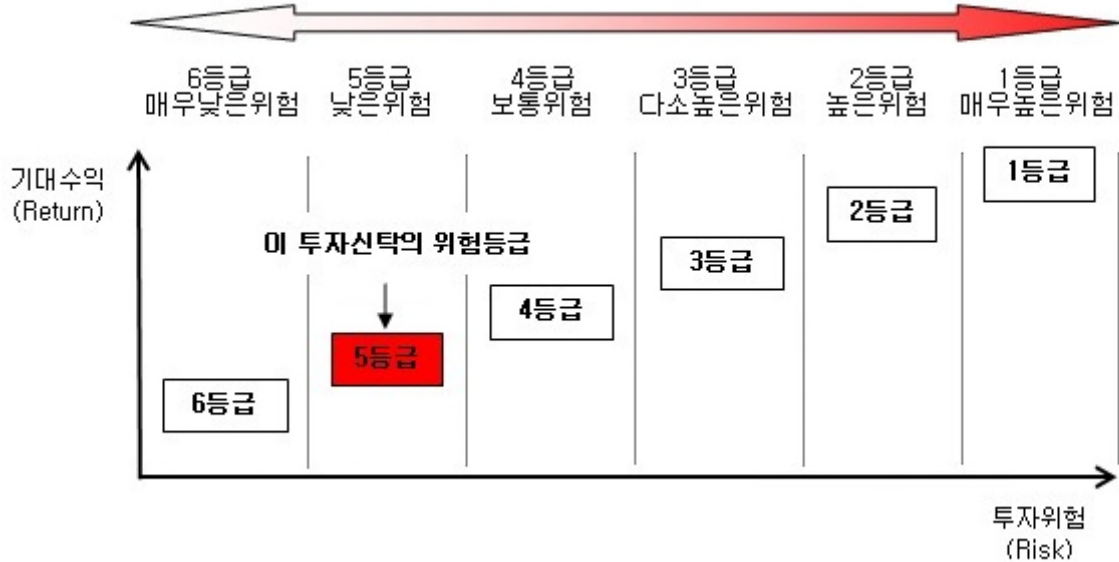 6등급 5등급 4등급 3등급 2등급 1등급
매우낮은위험 낮은위험 보통위험 다소높은위험 높은위험 매우높은위험
기대수익
(Return)
1등급
2등급
이 투자신탁의 위험등급
3등급
4등급
5등급
6등급
투자위험
(Risk)